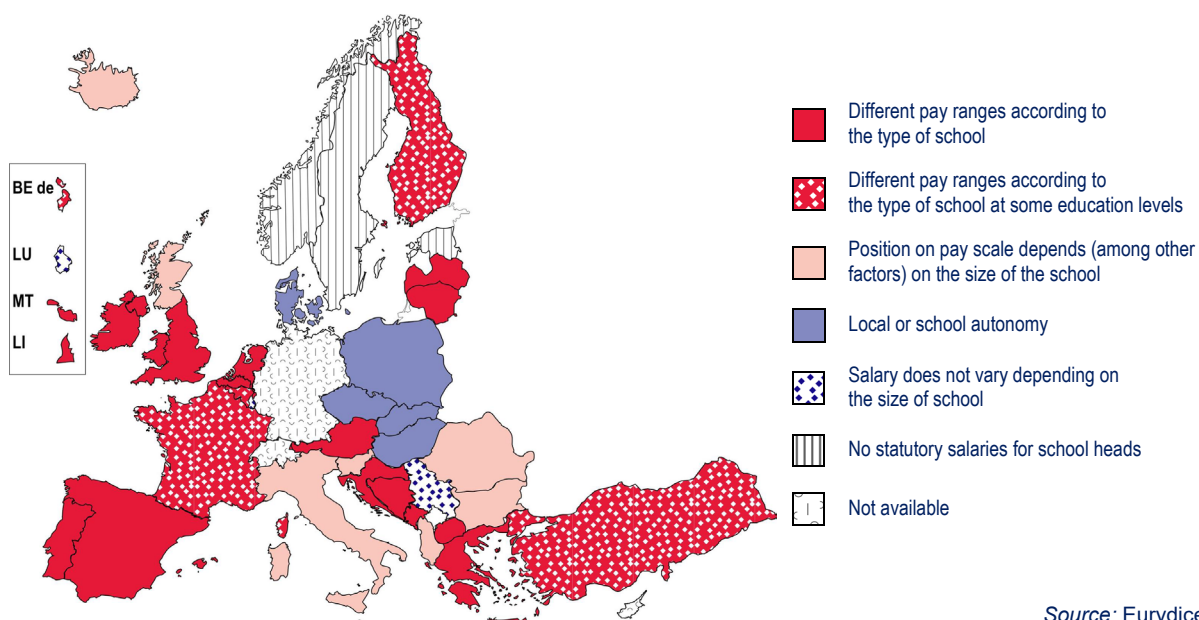 BE de
LU
MT
LI
Different pay ranges according to
the type of school
Different pay ranges according to
the type of school at some education levels
Position on pay scale depends (among other
factors) on the size of the school
Local or school autonomy
Salary does not vary depending on
the size of school
No statutory salaries for school heads
Not available
Source: Eurydice